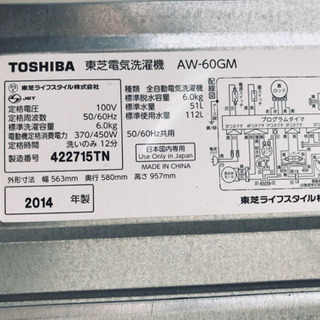 TOSHIBA 東芝電気洗濯機 AW-60GM
東芝ライフスタイル株式会社
JET
定格電圧 100V
定格周波数 50/60Hz
標準洗濯容量 6.0kg
電動機定格消費電力 370/450W
定格時間 洗いのみ 12分
製造番号 422715TN
種類 全自動電気洗濯機
標準脱水容量 6.0kg
標準水量 51L
標準使用水量 112L
50/60Hz共用
日本国内専用
Use Only in Japan
MADE IN CHINA
外形寸法 幅 563mm 奥行 580mm 高さ 957mm
2014 年製
プログラムタイマ
東芝ライフスタイル株